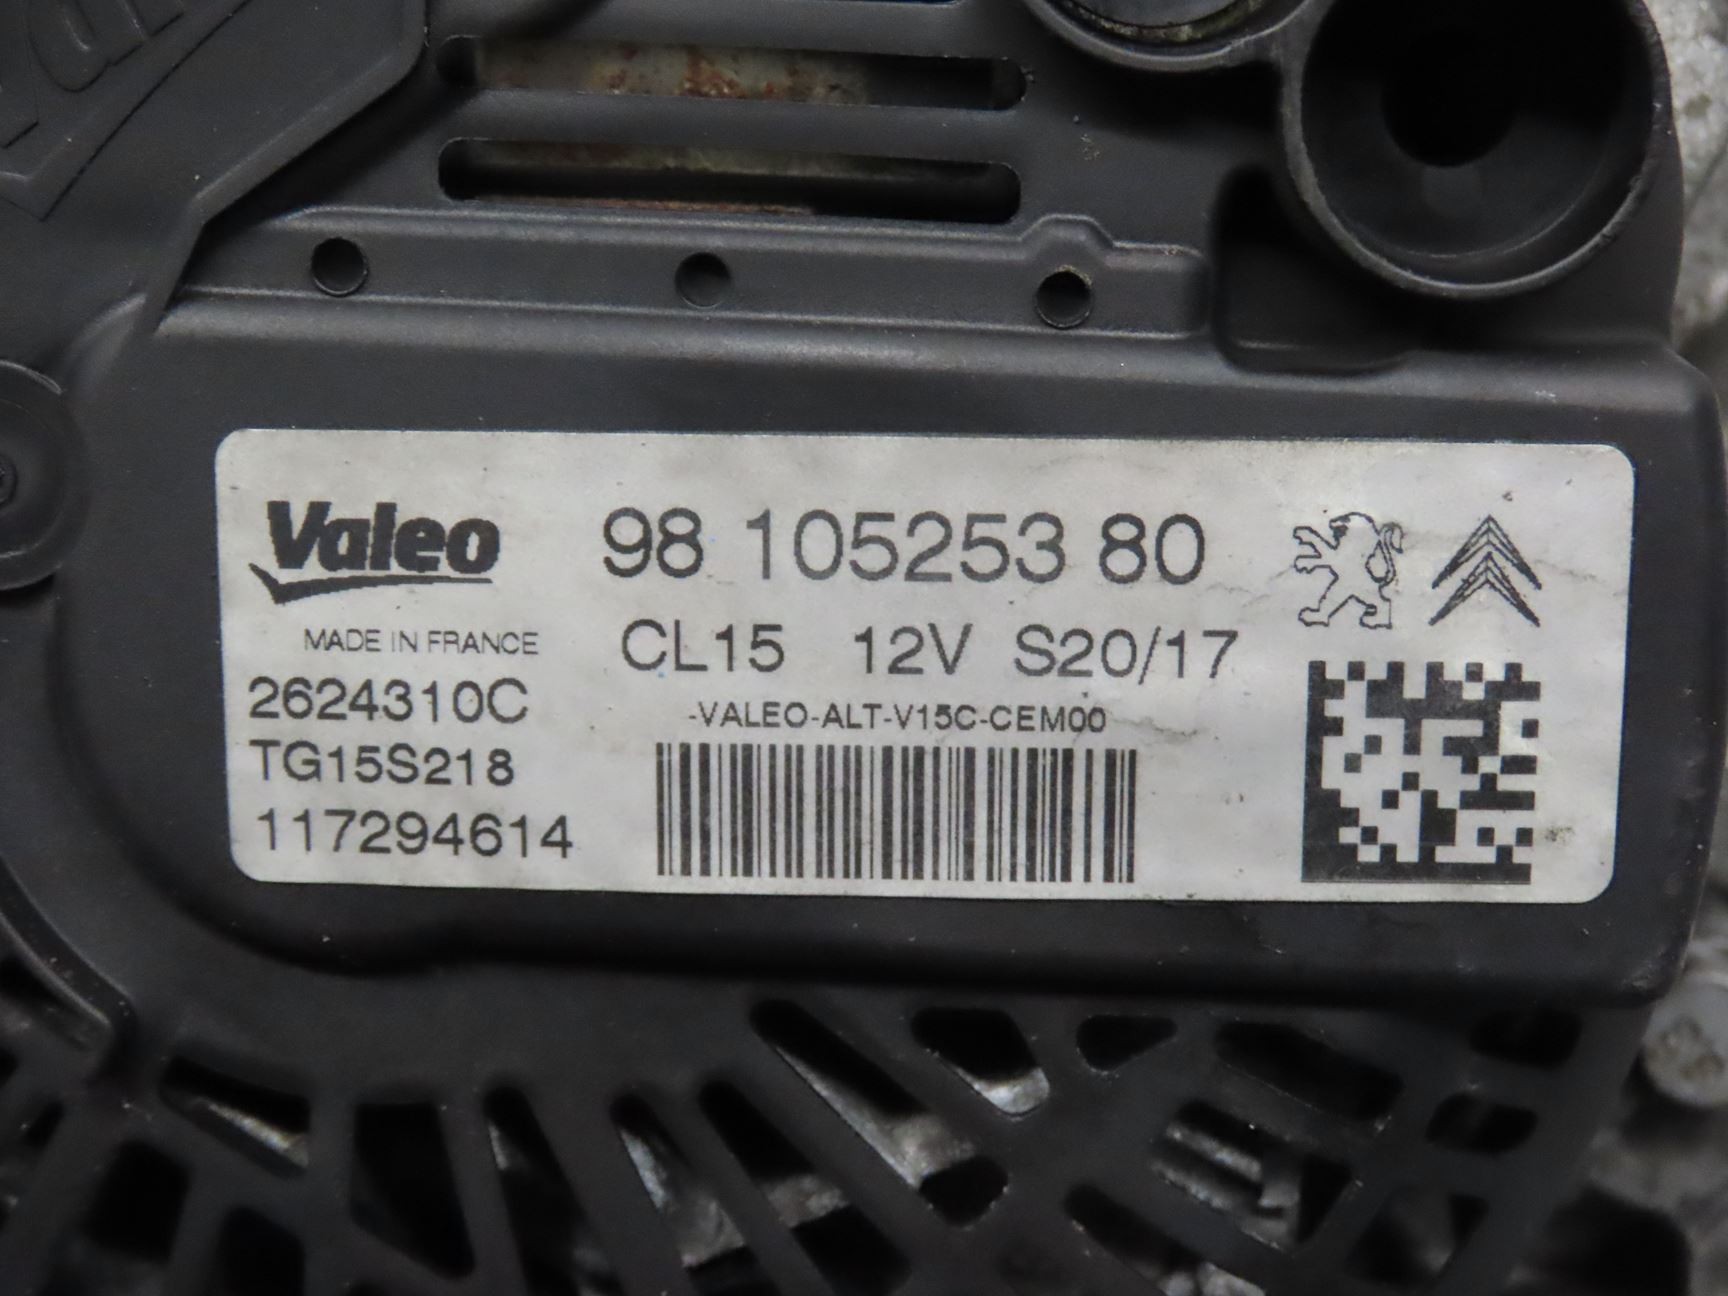 Valeo
98 105253 80
MADE IN FRANCE
CL15 12V S20/17
2624310C
-VALEO-ALT-V15C-CEM00
TG15S218
117294614